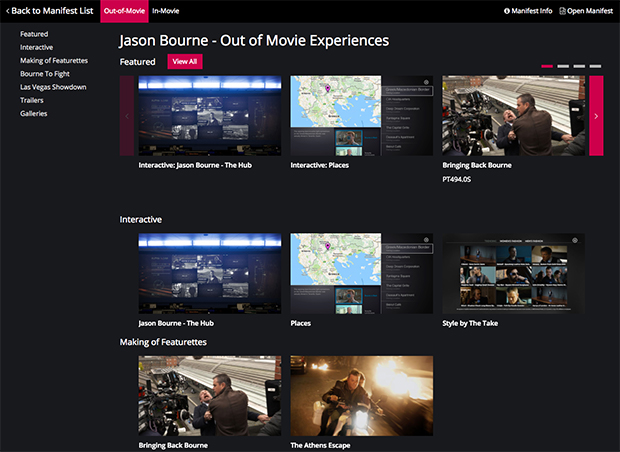 Back to Manifest List
Out-of-Movie
In-Movie
Manifest Info
Open Manifest
Featured
Interactive
Making of Featurettes
Bourne To Fight
Las Vegas Showdown
Trailers
Galleries
Jason Bourne - Out of Movie Experiences
Featured
View All
Interactive: Jason Bourne - The Hub
Interactive: Places
Bringing Back Bourne
PT494.0S
Interactive
Jason Bourne - The Hub
Places
Style by The Take
Making of Featurettes
Bringing Back Bourne
The Athens Escape